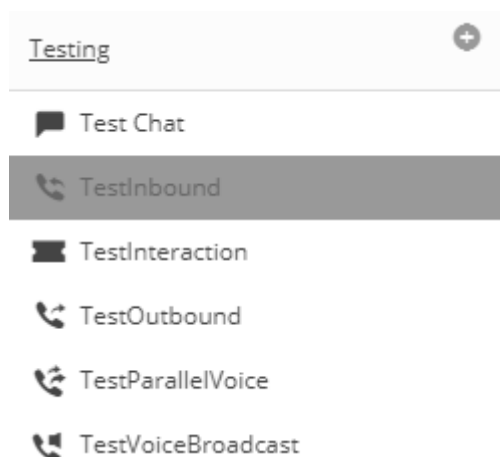 Testing
Test Chat
TestInbound
TestInteraction
TestOutbound
TestParallelVoice
TestVoiceBroadcast